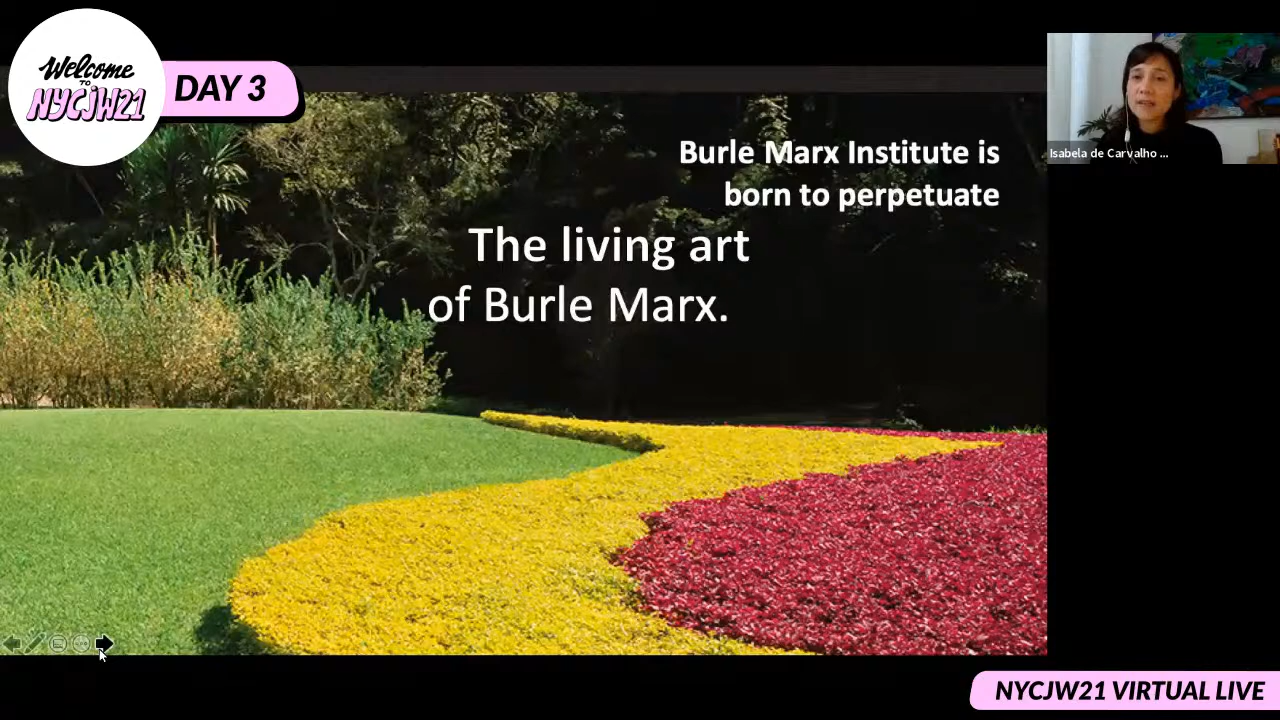 Welcome
TO
NYCJW21
DAY 3
Burle Marx Institute is
born to perpetuate
The living art
of Burle Marx.
Isabela de Carvalho ...
NYCJW21 VIRTUAL LIVE